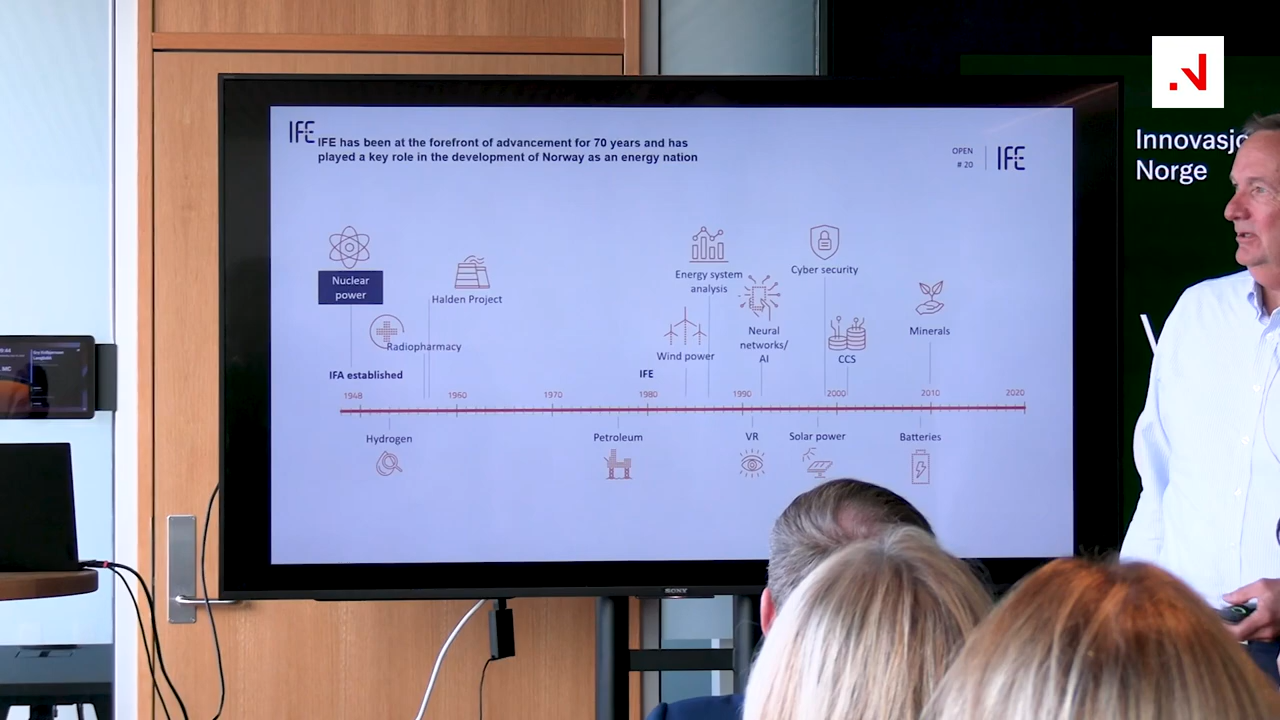 IFE
IFE has been at the forefront of advancement for 70 years and has
played a key role in the development of Norway as an energy nation
OPEN
# 20
IFE
Innovasjo
Norge
Nuclear
power
Halden Project
Radiopharmacy
Energy system
analysis
Cyber security
Neural
networks/
AI
Wind power
CCS
Minerals
IFA established
IFE
1948
1960
1970
1980
1990
2000
2010
2020
Hydrogen
Petroleum
VR
Solar power
Batteries
SONY